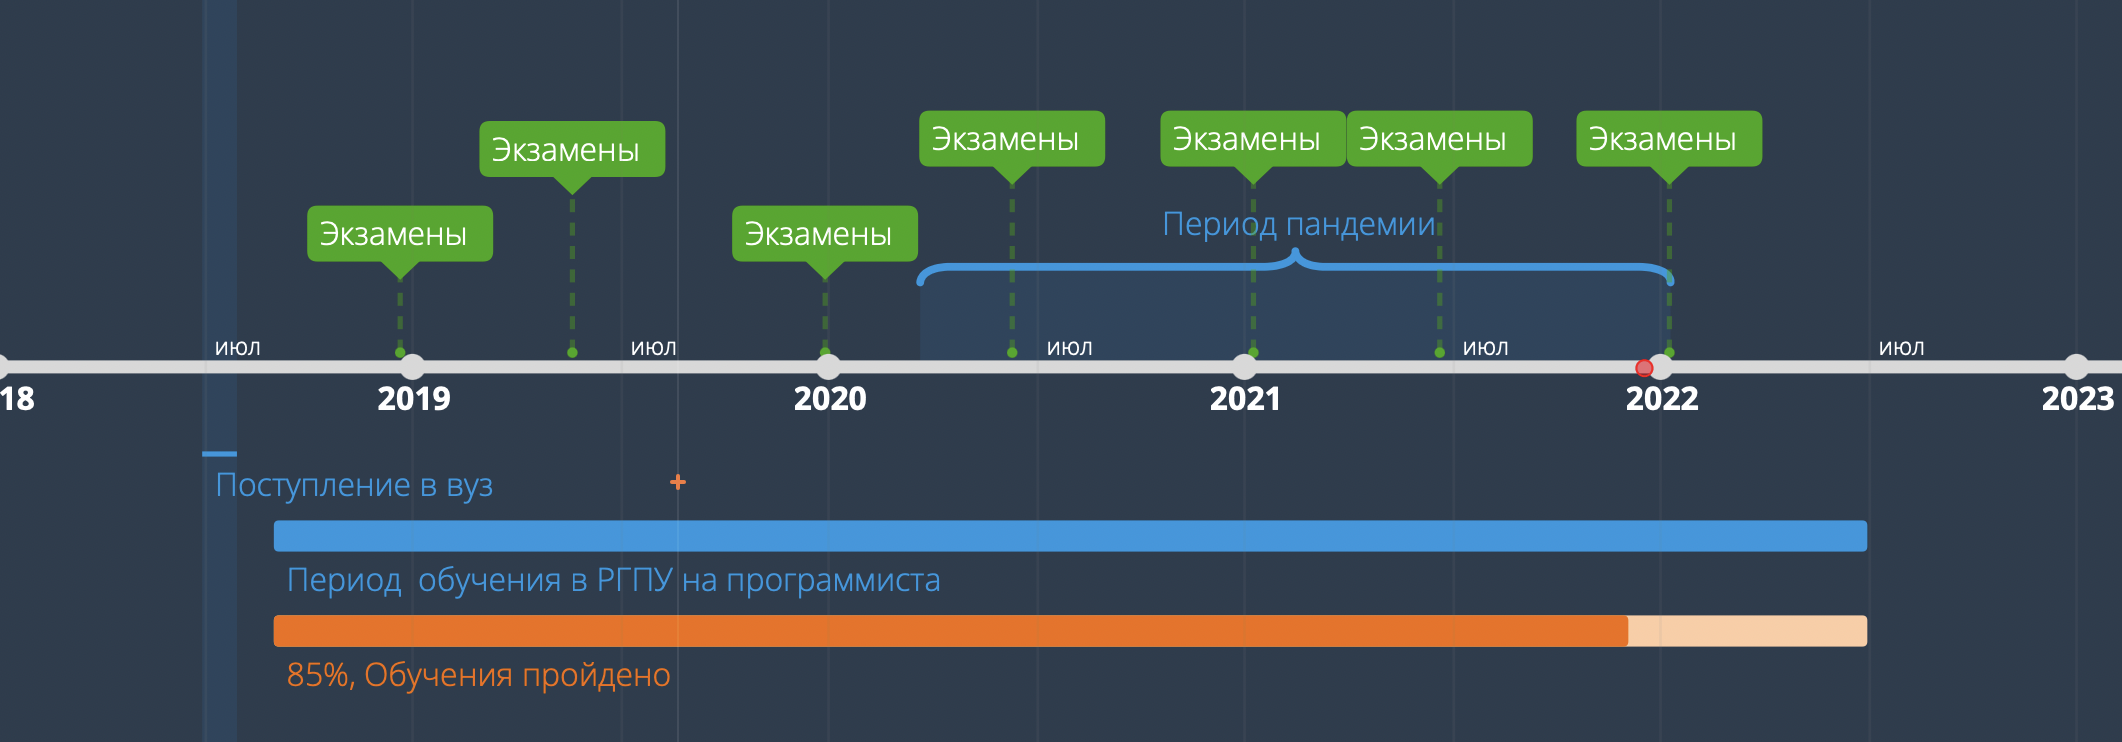 Экзамены Экзамены Экзамены Экзамены
Экзамены
Период пандемии
Экзамены Экзамены
июл июл июл июл июл
18 2019 2020 2021 2022 2023
Поступление в вуз
Период обучения в РГПУ на программиста
85%, Обучения пройдено